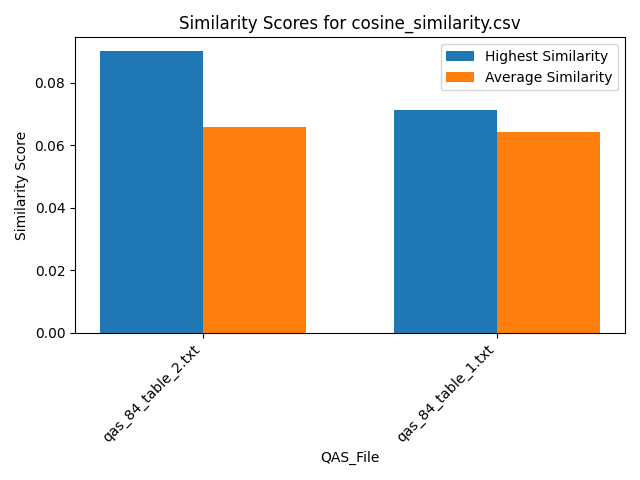 Similarity Scores for cosine_similarity.csv
Highest Similarity
Average Similarity
Similarity Score
0.08
0.06
0.04
0.02
0.00
qas_84_table_2.txt
qas_84_table_1.txt
QAS_File